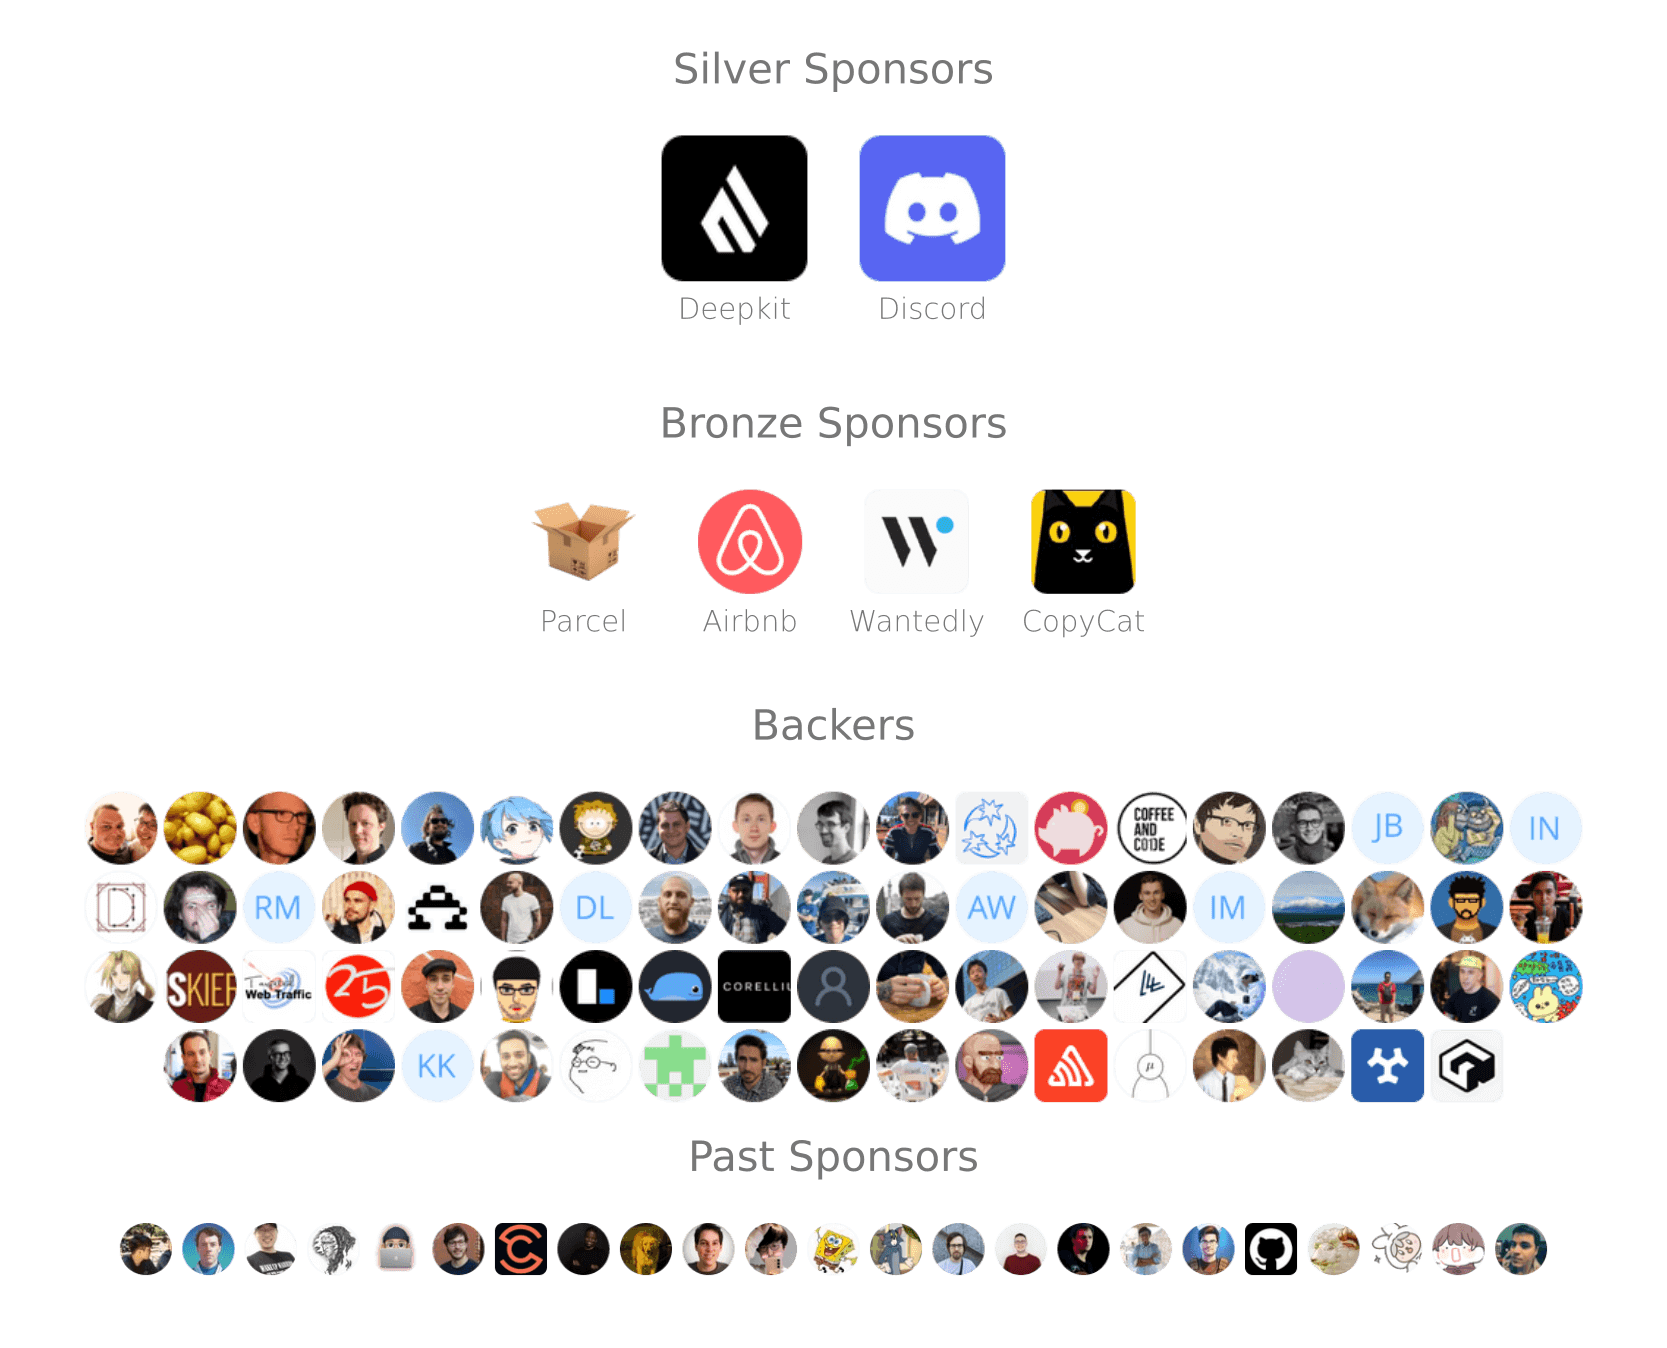 Silver Sponsors
Deepkit Discord
Bronze Sponsors
Parcel Airbnb Wantedly CopyCat
Backers
COFFEE
AND
CODE
JB
IN
RM
DL
AW
IM
SKIEF
Web Traffic
25
CORELLIU
KK
μ
Past Sponsors